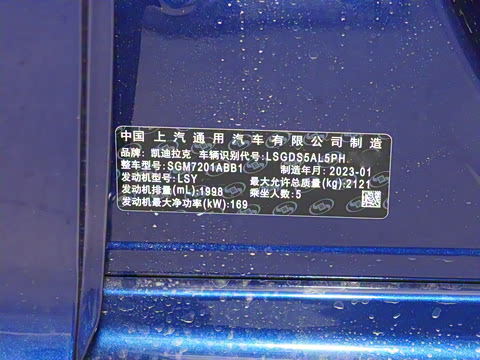 中国 上汽通用汽车有限公司制造
品牌: 凯迪拉克 车辆识别代号: LSGDS5AL5PH
整车型号: SGM7201ABB1 制造年月: 2023-01
发动机型号: LSY 最大允许总质量(kg): 2121
发动机排量(mL): 1998 乘坐人数: 5
发动机最大净功率(kW): 169